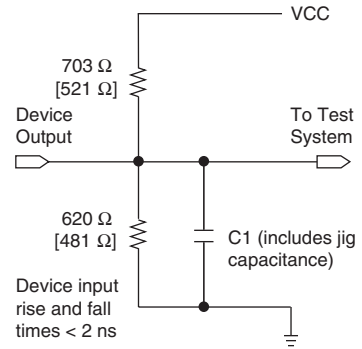 VCC
703 Ω
[521 Ω]
Device
Output
To Test
System
620 Ω
[481 Ω]
C1 (includes jig
capacitance)
Device input
rise and fall
times < 2 ns